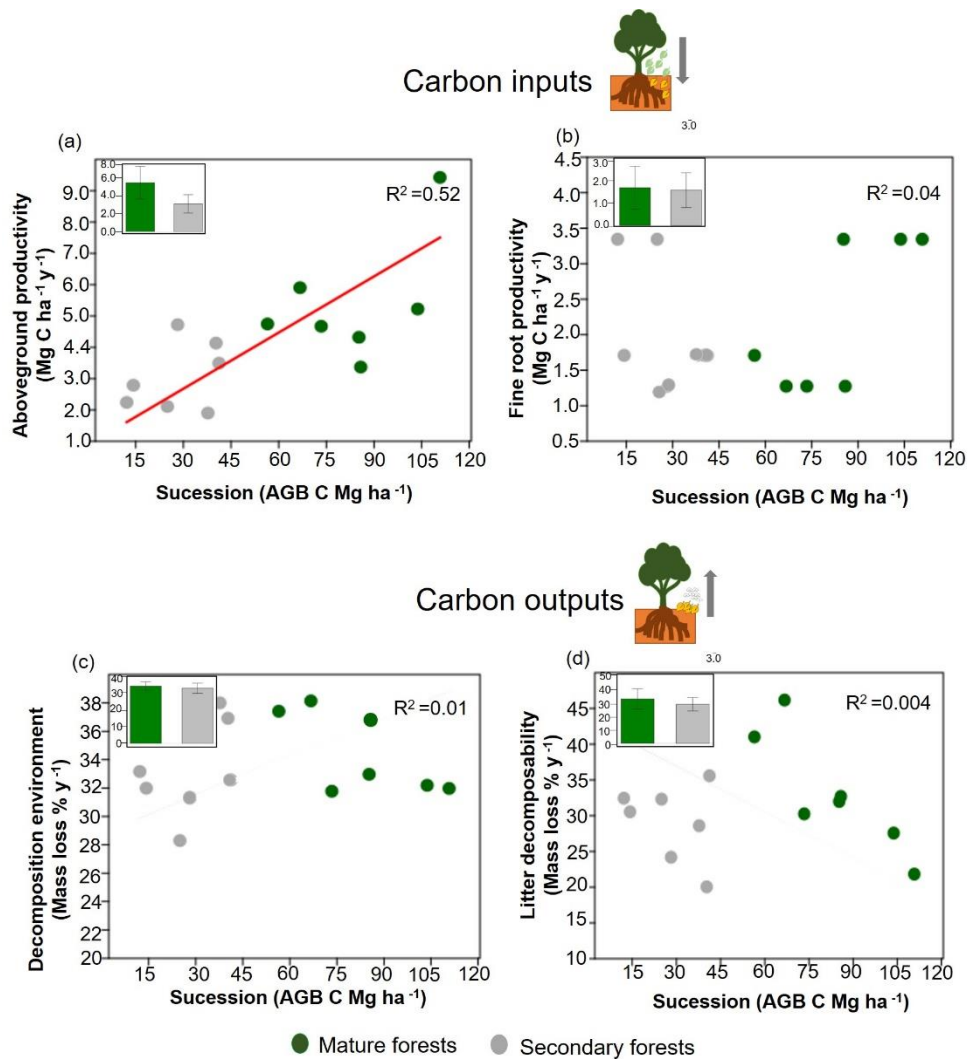 Carbon inputs
3.0
(a)
8.0
6.0
4.0
2.0
0.0
R² =0.52
9.0
8.0
7.0
6.0
5.0
4.4
3.0
2.0
1.0
Aboveground productivity
(Mg C ha ⁻¹ y⁻¹)
15 30 45 60 75 90 105 120
Sucession (AGB C Mg ha ⁻¹)
(b)
3.0
2.0
1.0
0.0
R² =0.04
4.5
4.0
3.5
3.0
2.5
2.0
1.5
1.0
0.5
Fine root productivity
(Mg C ha ⁻¹ y⁻¹)
15 30 45 60 75 90 105 120
Sucession (AGB C Mg ha ⁻¹)
Carbon outputs
3.0
(c)
40
30
20
10
0
R² =0.01
38
36
34
32
30
28
26
24
22
20
Decomposition environment
(Mass loss % y⁻¹)
15 30 45 60 75 90 105 120
Sucession (AGB C Mg ha ⁻¹)
(d)
50
40
30
20
10
0
R² =0.004
45
40
35
30
25
20
15
10
Litter decomposability
(Mass loss % y⁻¹)
15 30 45 60 75 90 105 120
Sucession (AGB C Mg ha ⁻¹)
Mature forests
Secondary forests